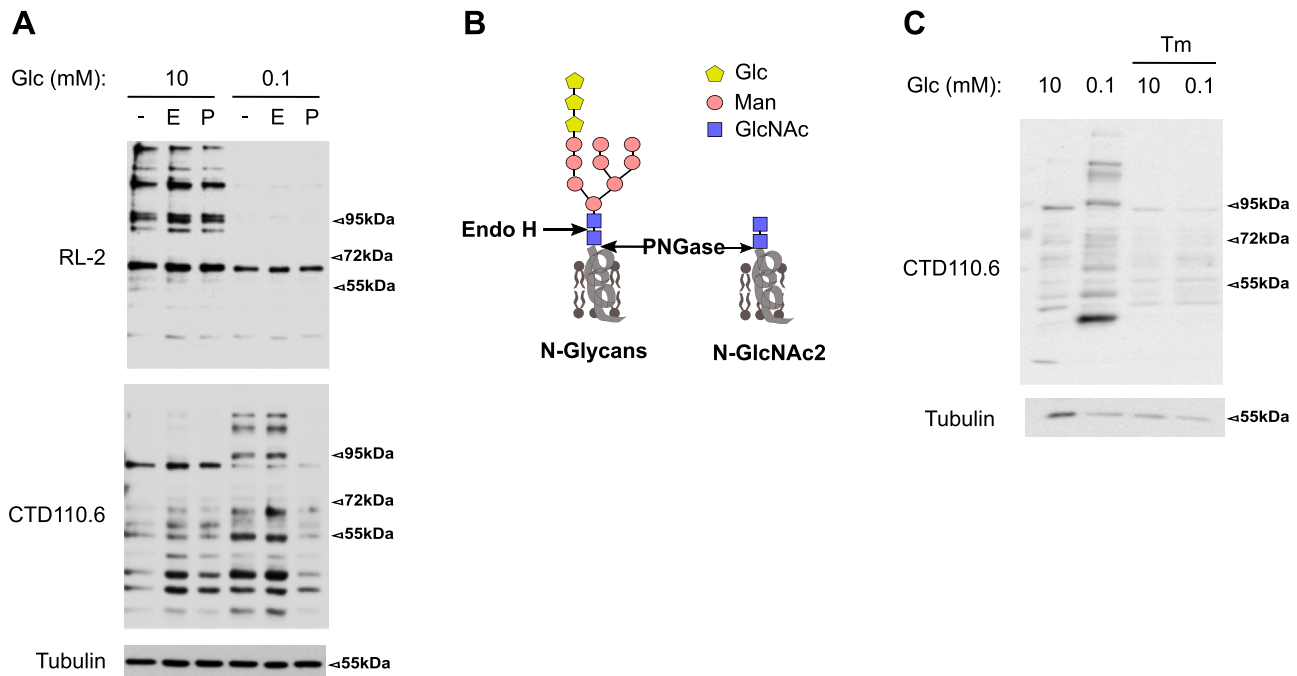 A
Glc (mM): 10 0.1
- E P - E P
RL-2
◅95kDa
◅72kDa
◅55kDa
CTD110.6
◅95kDa
◅72kDa
◅55kDa
Tubulin
◅55kDa
B
Glc
Man
GlcNAc
Endo H
PNGase
N-Glycans
N-GlcNAc2
C
Tm
Glc (mM): 10 0.1 10 0.1
CTD110.6
◅95kDa
◅72kDa
◅55kDa
Tubulin
◅55kDa